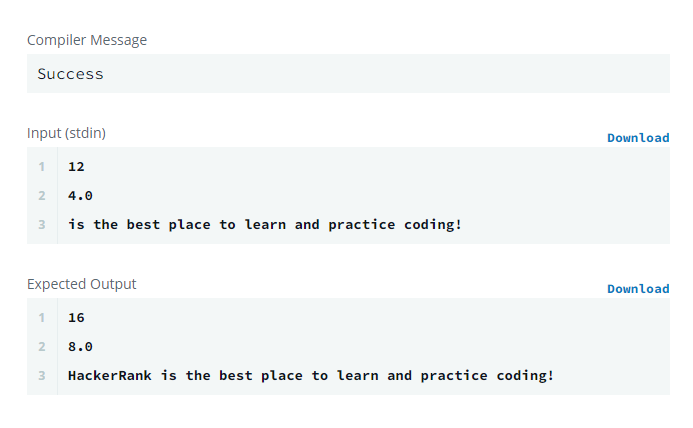 Compiler Message
Success
Input (stdin)
Download
1 12
2 4.0
3 is the best place to learn and practice coding!
Expected Output
Download
1 16
2 8.0
3 HackerRank is the best place to learn and practice coding!